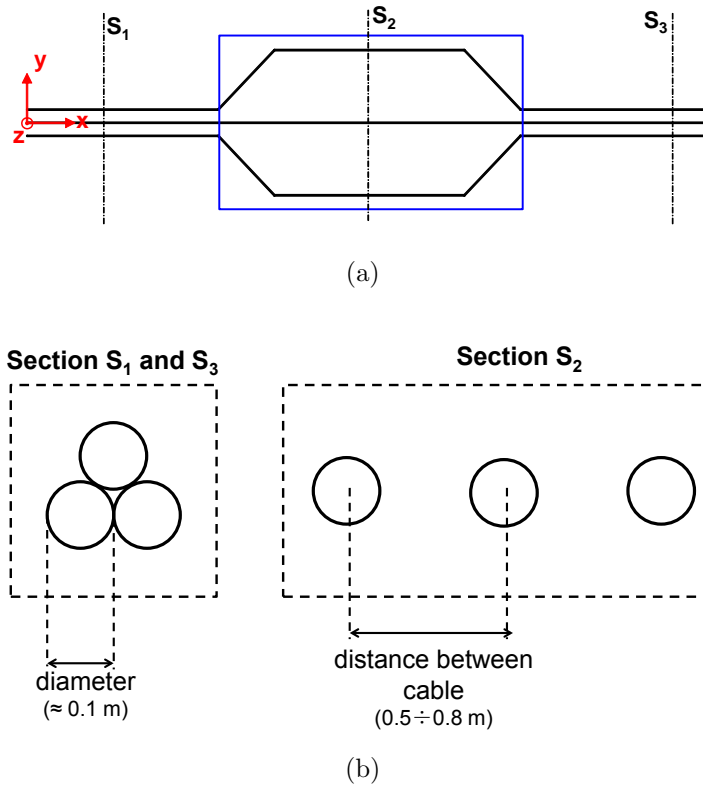 S₁
S₂
S₃
y
z
x
(a)
Section S₁ and S₃
Section S₂
diameter
(≈ 0.1 m)
distance between
cable
(0.5÷0.8 m)
(b)